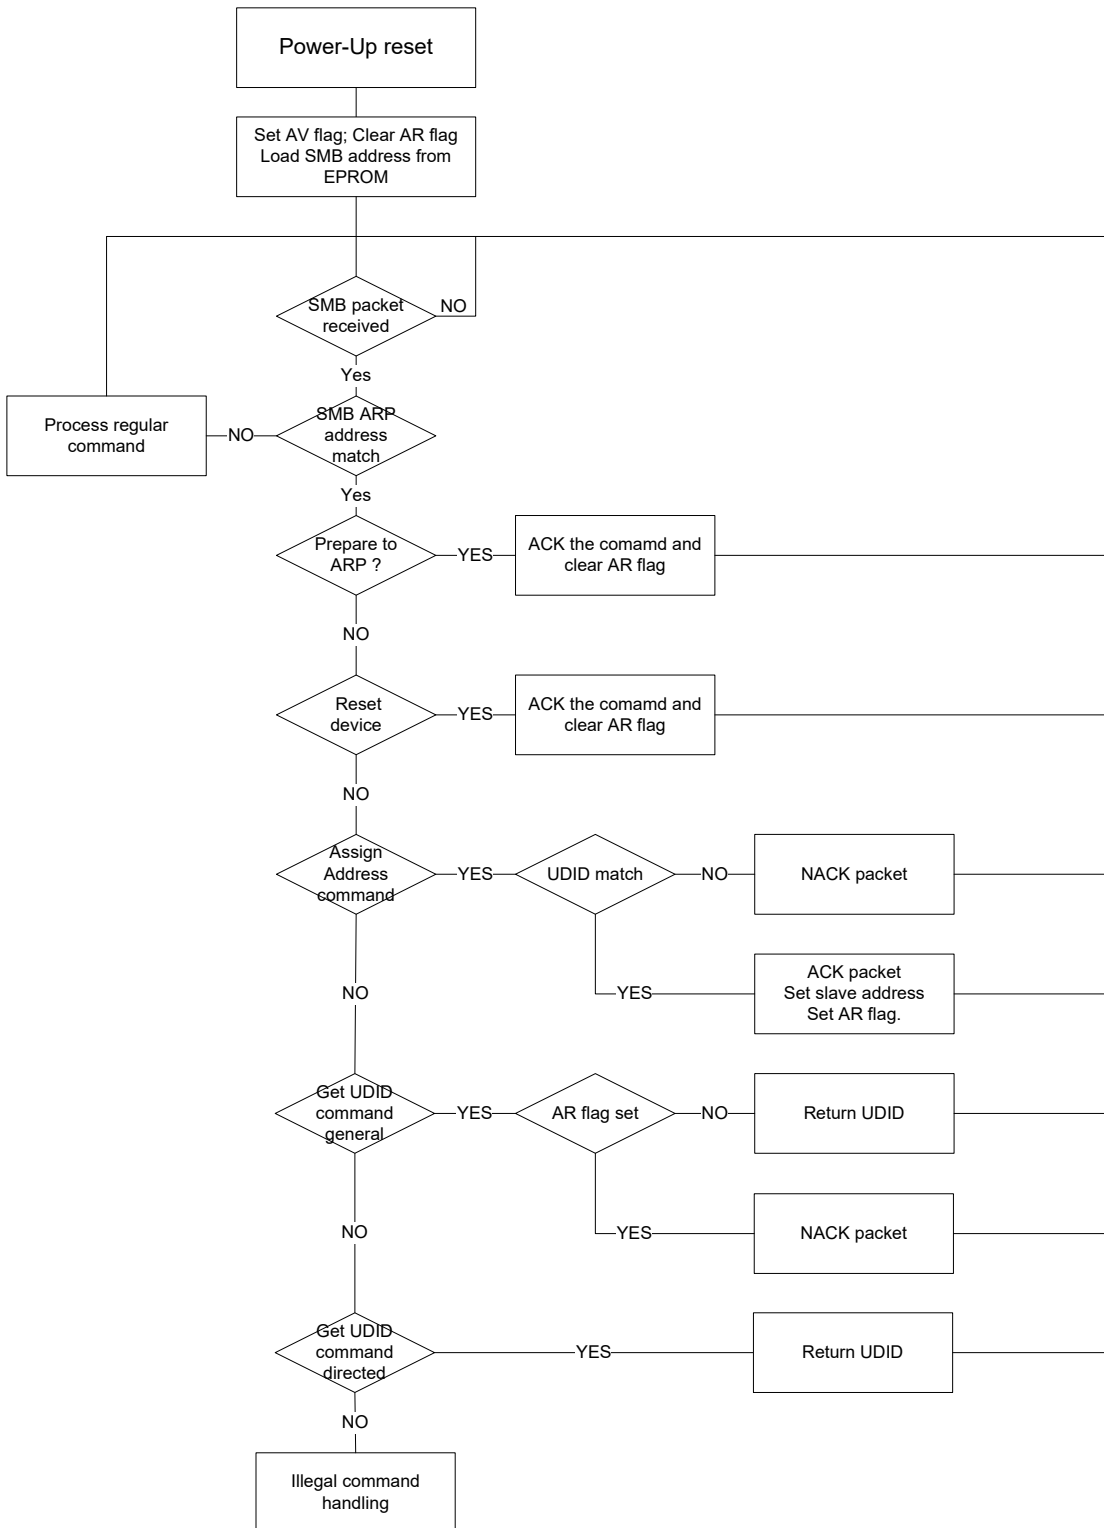 Power-Up reset
Set AV flag; Clear AR flag
Load SMB address from
EPROM
SMB packet
received
NO
Yes
Process regular
command
NO
SMB ARP
address
match
Yes
Prepare to
ARP ?
YES
ACK the comamd and
clear AR flag
NO
Reset
device
YES
ACK the comamd and
clear AR flag
NO
Assign
Address
command
YES
UDID match
NO
NACK packet
YES
ACK packet
Set slave address
Set AR flag.
NO
Get UDID
command
general
YES
AR flag set
NO
Return UDID
YES
NACK packet
NO
Get UDID
command
directed
YES
Return UDID
NO
Illegal command
handling